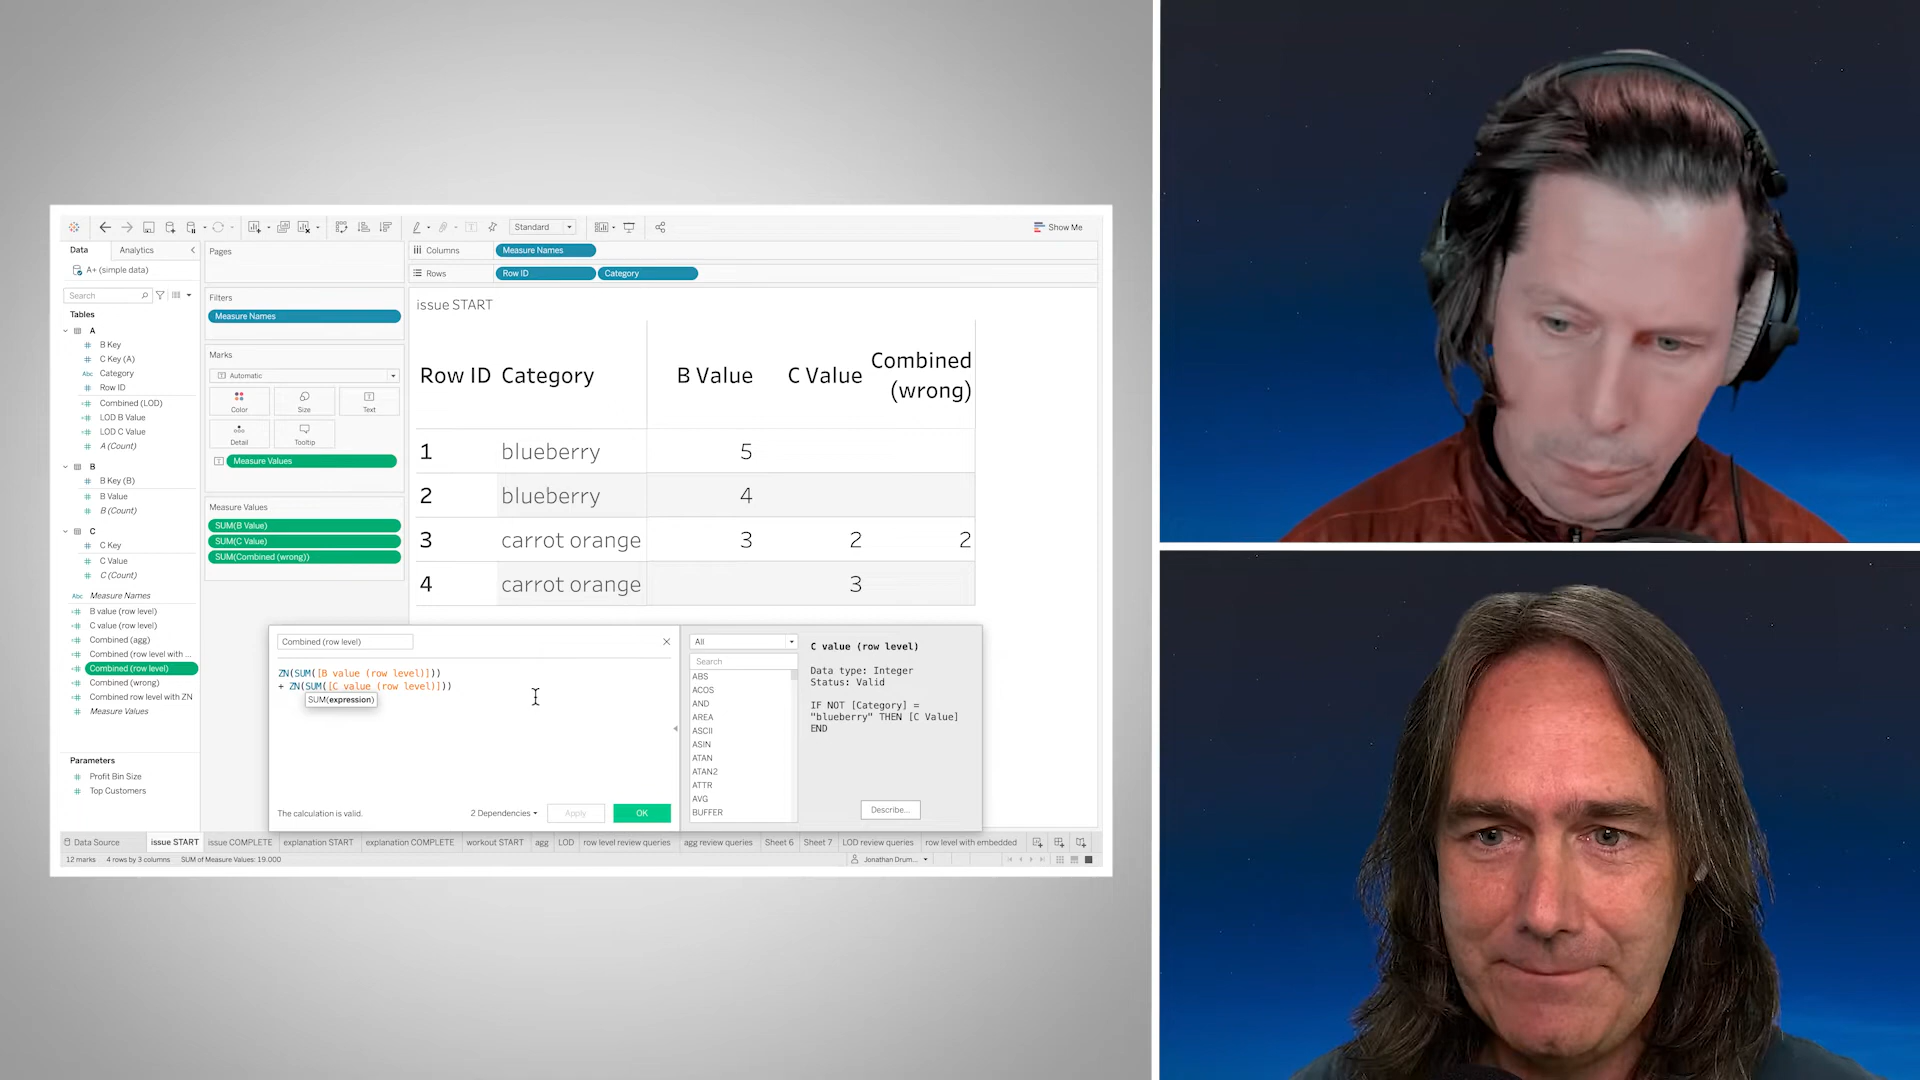 Standard
Show Me
Data
Analytics
Pages
Columns
Measure Names
A+ (simple data)
Rows
Row ID
Category
Search
Filters
Measure Names
issue START
Tables
A
B Key
C Key (A)
Abc Category
Row ID
Combined (LOD)
LOD B Value
LOD C Value
A (Count)
B
B Key (B)
B Value
B (Count)
C
C Key
C Value
C (Count)
Abc Measure Names
B value (row level)
C value (row level)
Combined (agg)
Combined (row level with ...
Combined (row level)
Combined (wrong)
Combined row level with ZN
Measure Values
Parameters
Profit Bin Size
Top Customers
Marks
Automatic
Color
Size
Text
Detail
Tooltip
Measure Values
Measure Values
SUM(B Value)
SUM(C Value)
SUM(Combined (wrong))
Row ID Category B Value C Value Combined (wrong)
1 blueberry 5
2 blueberry 4
3 carrot orange 3 2 2
4 carrot orange 3
Combined (row level)
ZN(SUM([B value (row level)]))
+ ZN(SUM([C value (row level)]))
SUM(expression)
The calculation is valid.
2 Dependencies
Apply
OK
All
Search
ABS
ACOS
AND
AREA
ASCII
ASIN
ATAN
ATAN2
ATTR
AVG
BUFFER
C value (row level)
Data type: Integer
Status: Valid
IF NOT [Category] =
"blueberry" THEN [C Value]
END
Describe...
Data Source
issue START
issue COMPLETE
explanation START
explanation COMPLETE
workout START
agg
LOD
row level review queries
agg review queries
Sheet 6
Sheet 7
LOD review queries
row level with embedded
12 marks
4 rows by 3 columns
SUM of Measure Values: 19.000
Jonathan Drum...